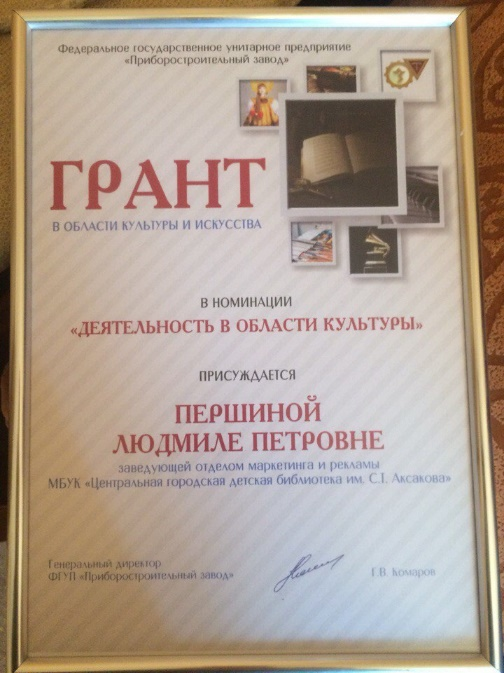 Федеральное государственное унитарное предприятие
«Приборостроительный завод»
ГРАНТ
В ОБЛАСТИ КУЛЬТУРЫ И ИСКУССТВА
В НОМИНАЦИИ
«ДЕЯТЕЛЬНОСТЬ В ОБЛАСТИ КУЛЬТУРЫ»
ПРИСУЖДАЕТСЯ
ПЕРШИНОЙ
ЛЮДМИЛЕ ПЕТРОВНЕ
заведующей отделом маркетинга и рекламы
МБУК «Центральная городская детская библиотека им. С.Т. Аксакова»
Генеральный директор
ФГУП «Приборостроительный завод»
Г.В. Комаров